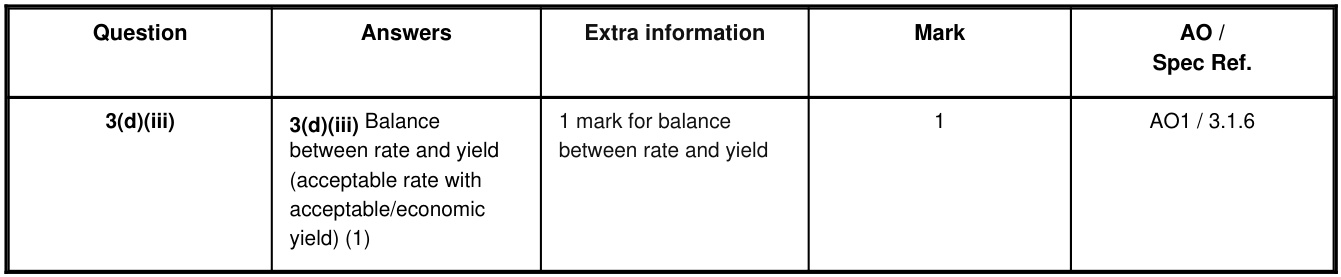 Question Answers Extra information Mark AO /
Spec Ref.
3(d)(iii) 3(d)(iii) Balance 1 mark for balance 1 AO1 / 3.1.6
between rate and yield between rate and yield
(acceptable rate with
acceptable/economic
yield) (1)